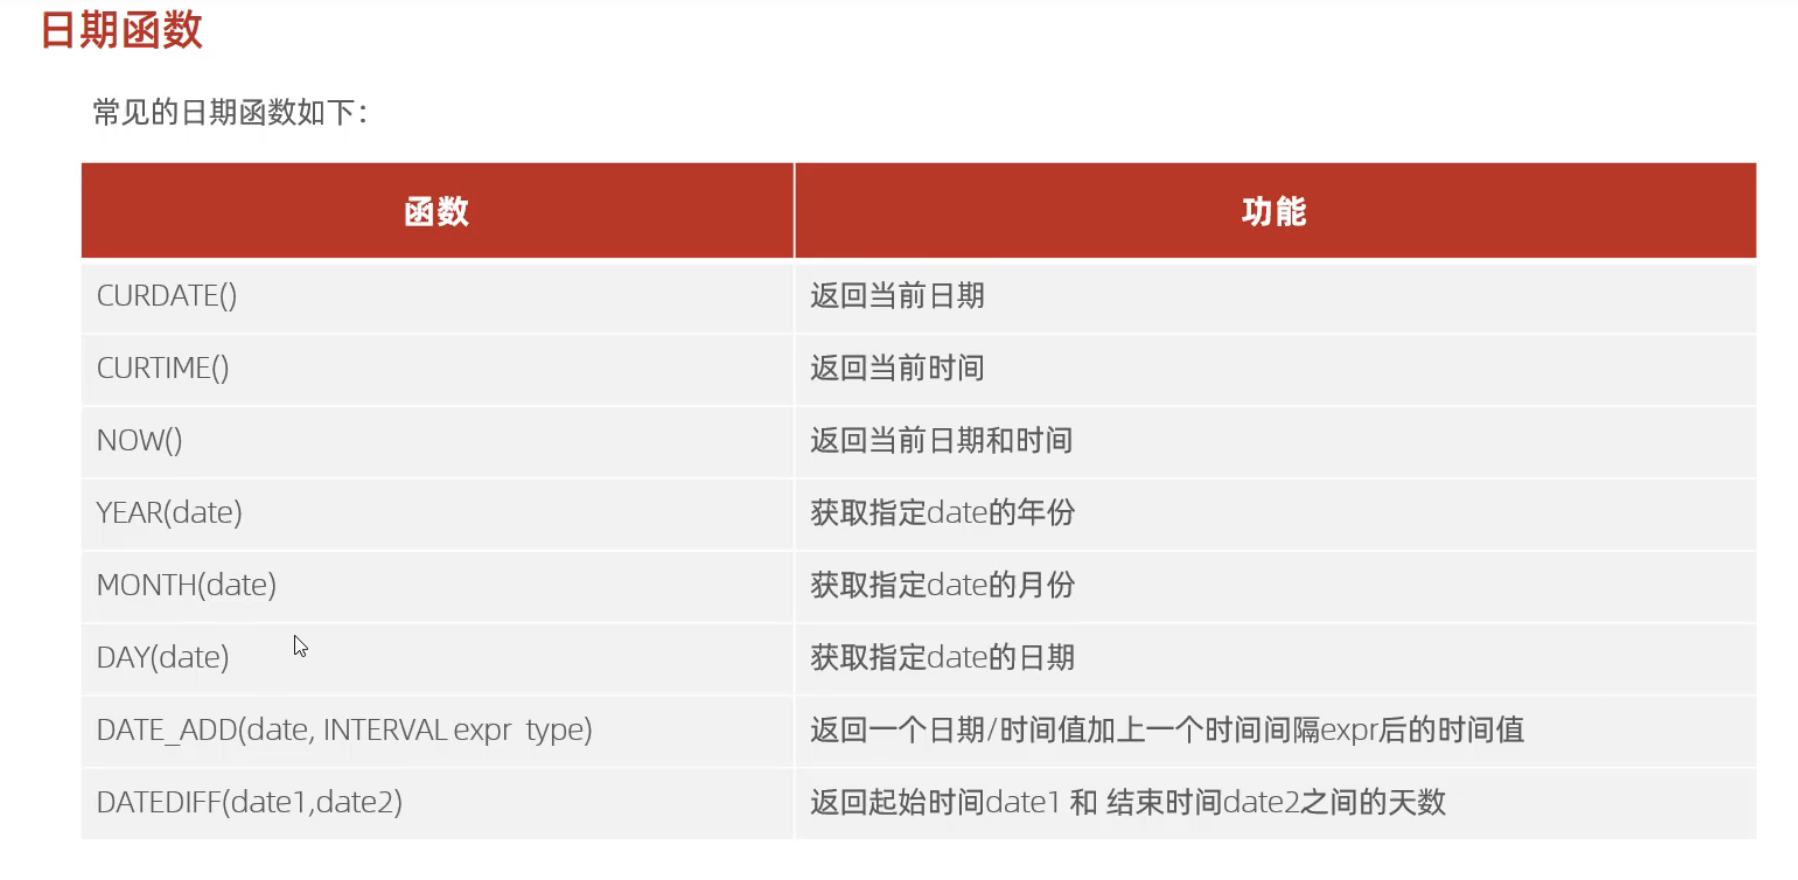 日期函数
常见的日期函数如下：
函数 功能
CURDATE() 返回当前日期
CURTIME() 返回当前时间
NOW() 返回当前日期和时间
YEAR(date) 获取指定date的年份
MONTH(date) 获取指定date的月份
DAY(date) 获取指定date的日期
DATE_ADD(date, INTERVAL expr type) 返回一个日期/时间值加上一个时间间隔expr后的时间值
DATEDIFF(date1,date2) 返回起始时间date1 和 结束时间date2之间的天数